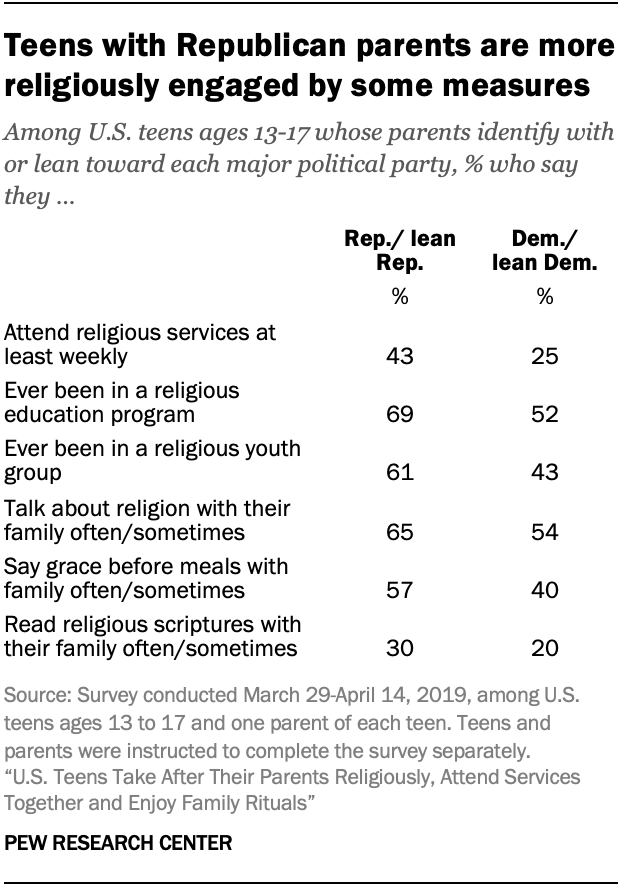 Teens with Republican parents are more
religiously engaged by some measures
Among U.S. teens ages 13-17 whose parents identify with
or lean toward each major political party, % who say
they ...
Rep./ lean Rep. Dem./ lean Dem.
% %
Attend religious services at
least weekly 43 25
Ever been in a religious
education program 69 52
Ever been in a religious youth
group 61 43
Talk about religion with their
family often/sometimes 65 54
Say grace before meals with
family often/sometimes 57 40
Read religious scriptures with
their family often/sometimes 30 20
Source: Survey conducted March 29-April 14, 2019, among U.S.
teens ages 13 to 17 and one parent of each teen. Teens and
parents were instructed to complete the survey separately.
“U.S. Teens Take After Their Parents Religiously, Attend Services
Together and Enjoy Family Rituals”
PEW RESEARCH CENTER